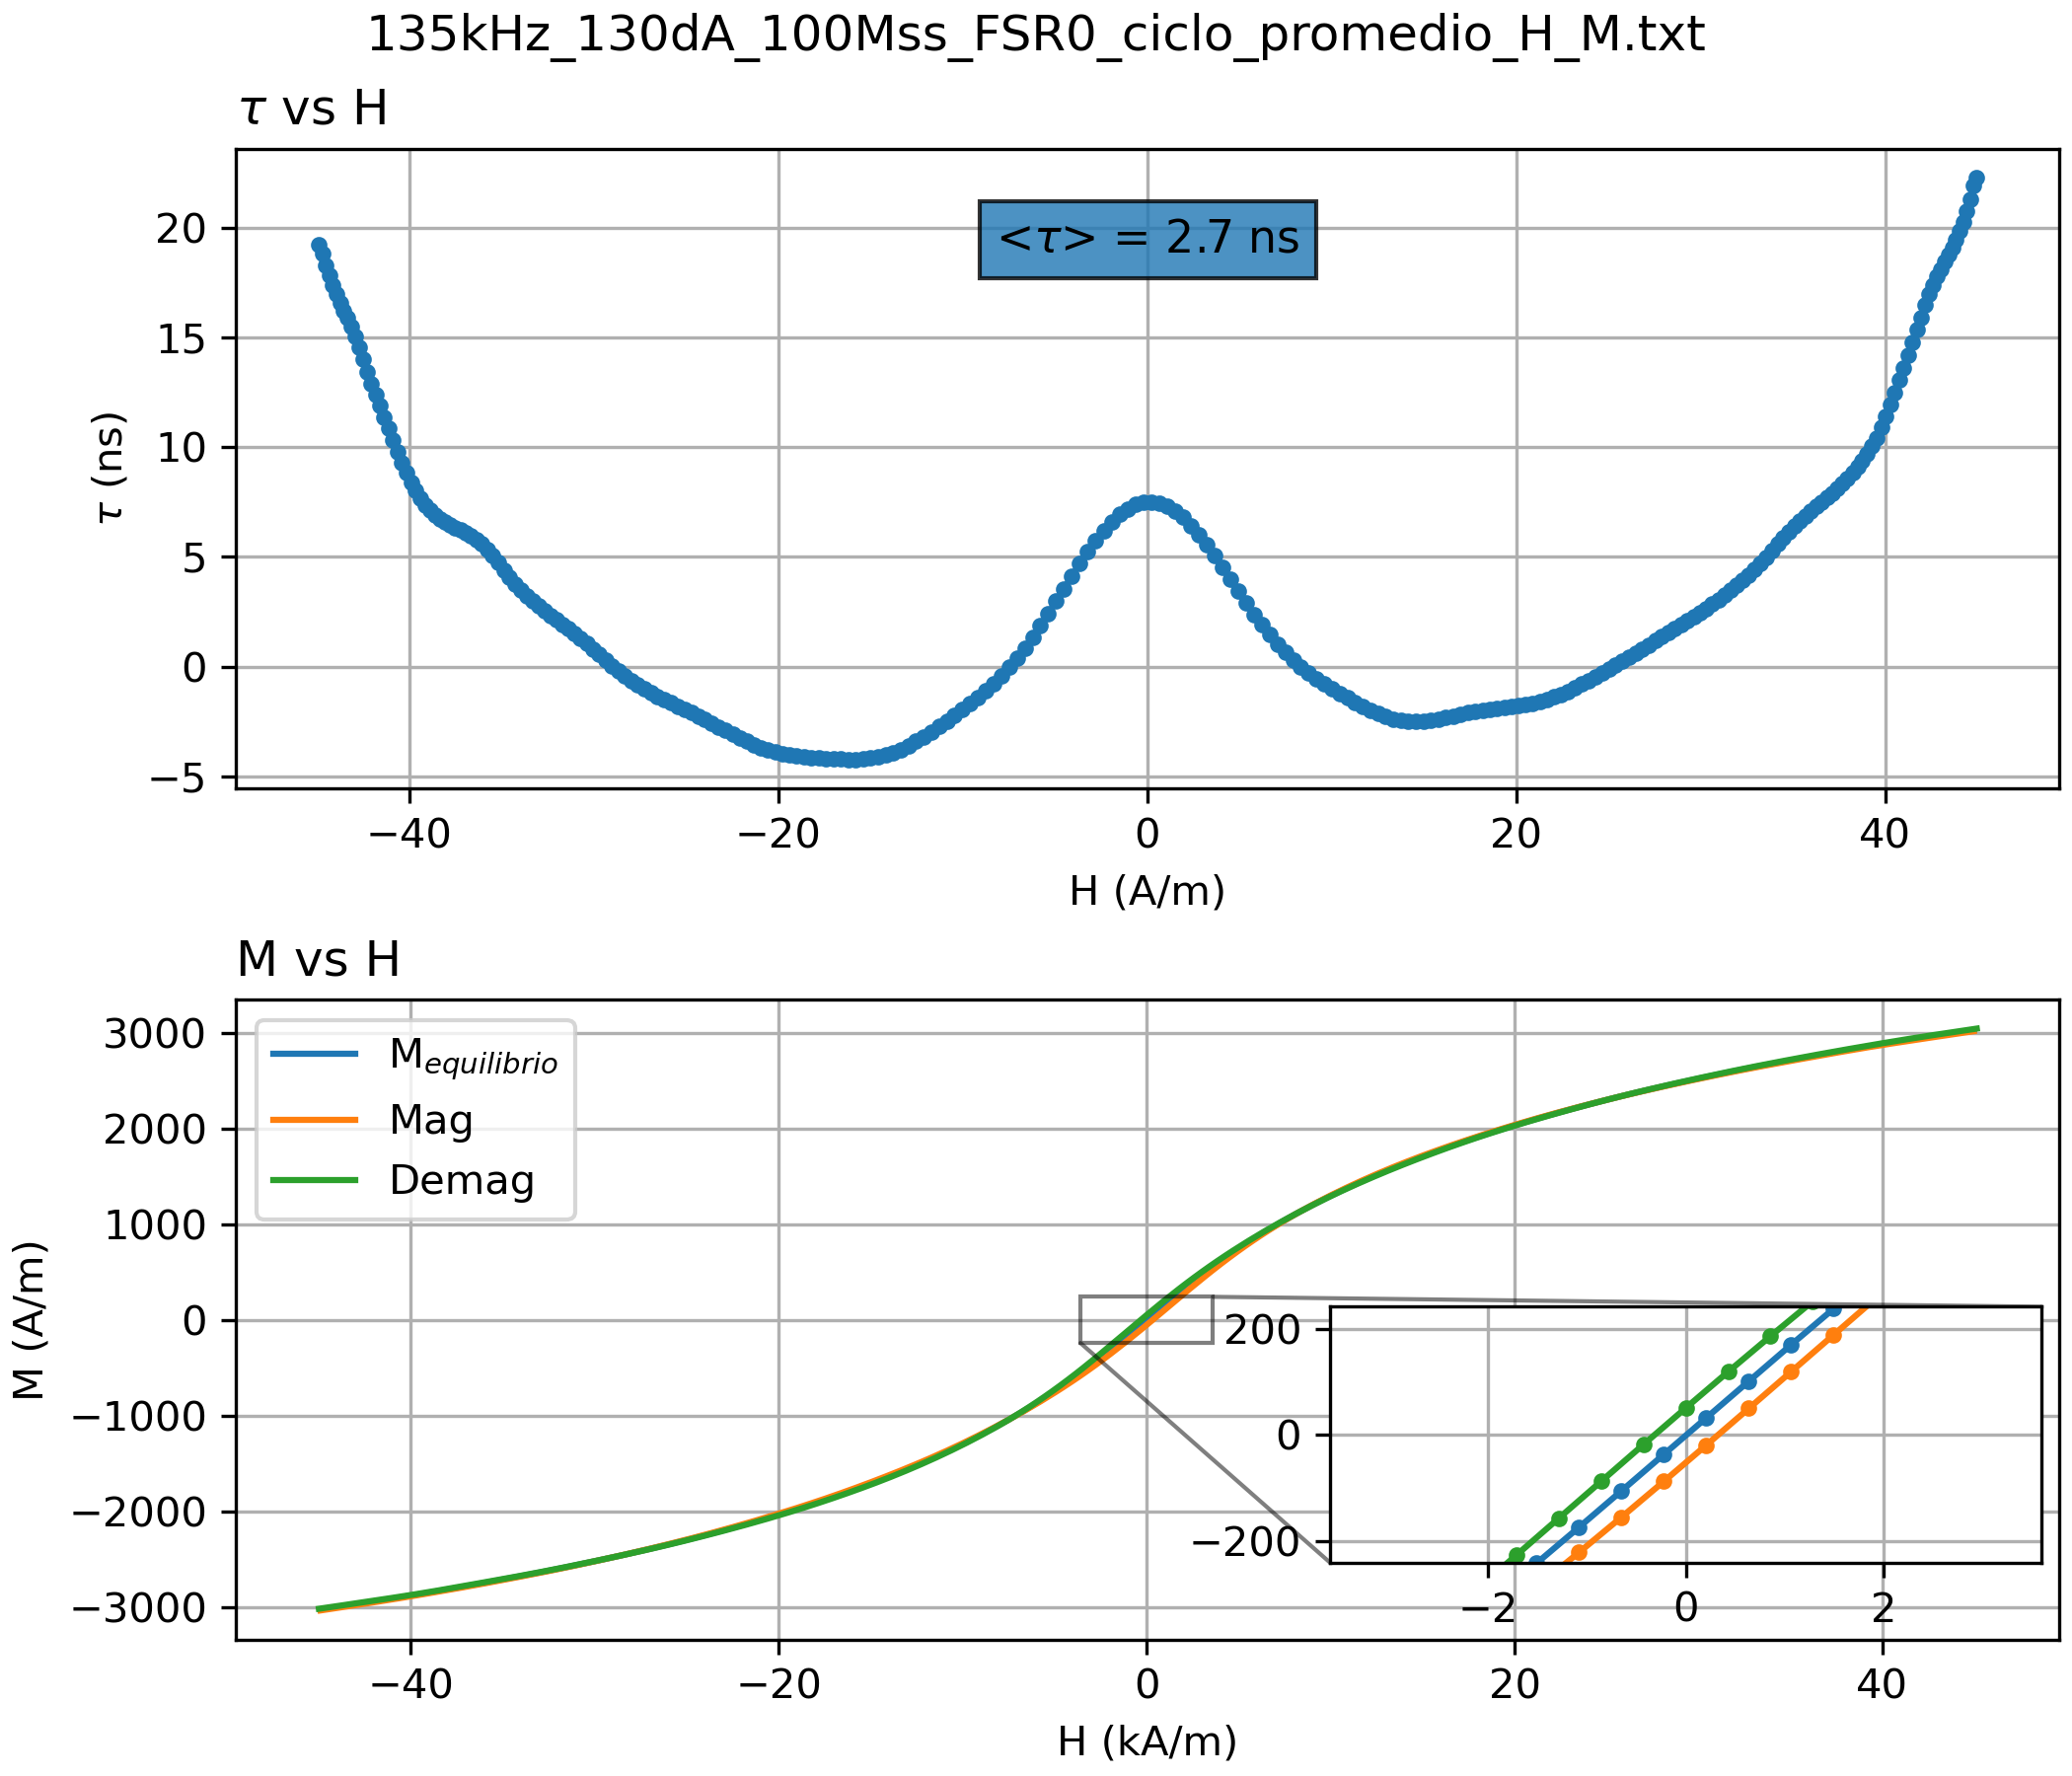 135kHz_130dA_100Mss_FSR0_ciclo_promedio_H_M.txt
τ vs H
<τ> = 2.7 ns
20
15
10
5
0
−5
τ (ns)
−40 −20 0 20 40
H (A/m)
M vs H
3000
2000
1000
0
−1000
−2000
−3000
M (A/m)
Mequilibrio
Mag
Demag
200
0
−200
−2 0 2
−40 −20 0 20 40
H (kA/m)